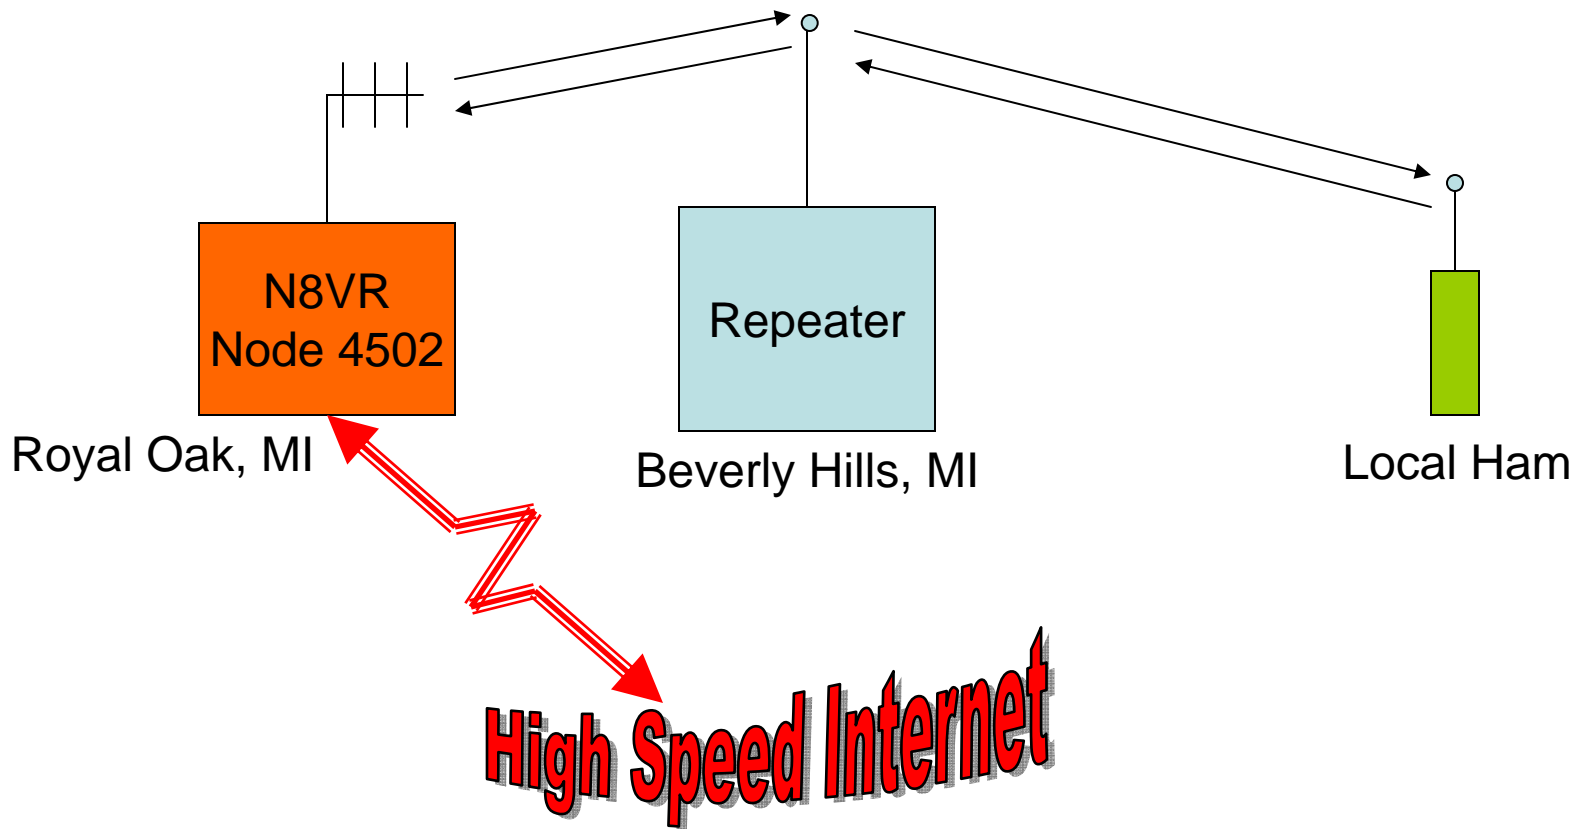 N8VR
Node 4502
Repeater
Royal Oak, MI
Beverly Hills, MI
Local Ham
High Speed Internet